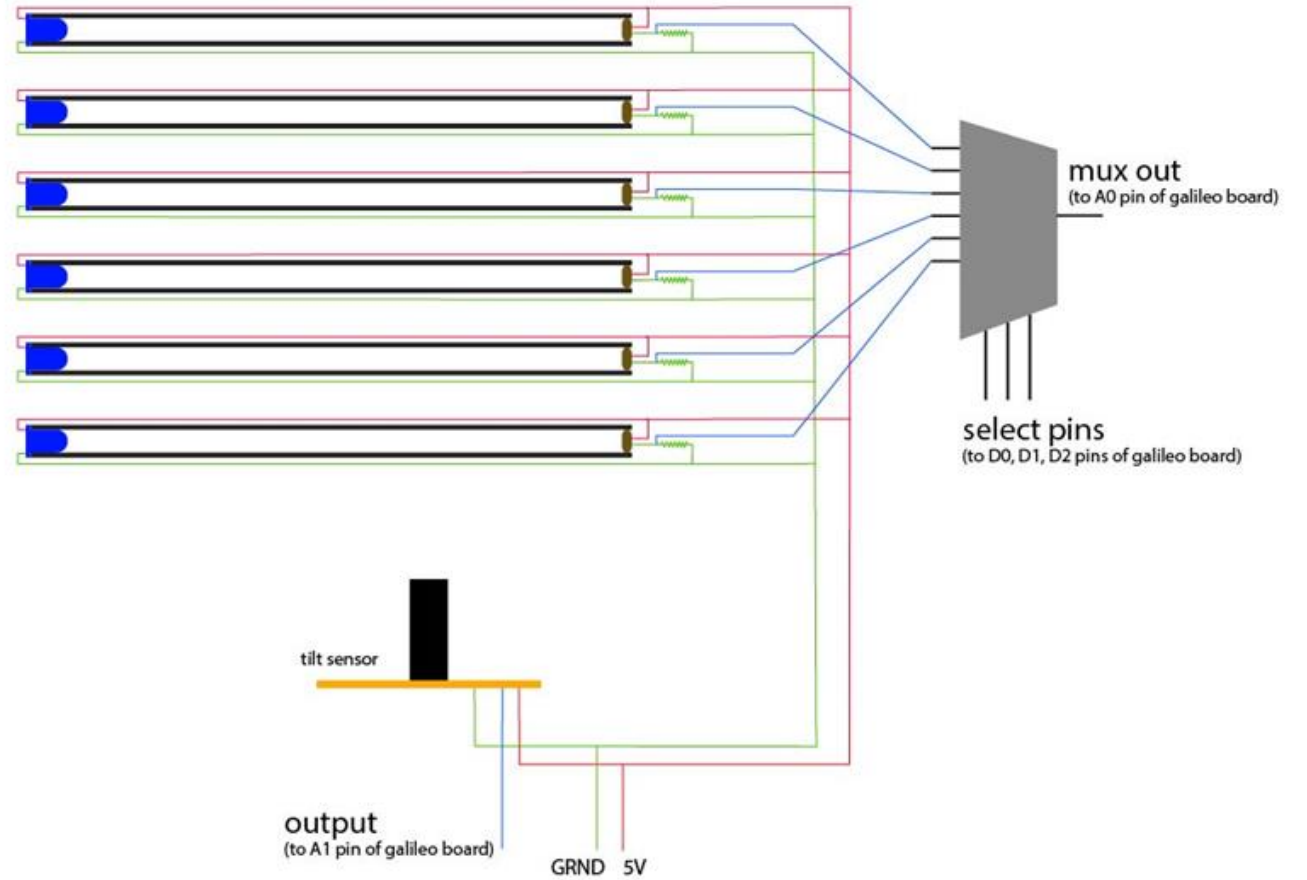 mux out
(to A0 pin of galileo board)
select pins
(to D0, D1, D2 pins of galileo board)
tilt sensor
output
(to A1 pin of galileo board)
GRND 5V